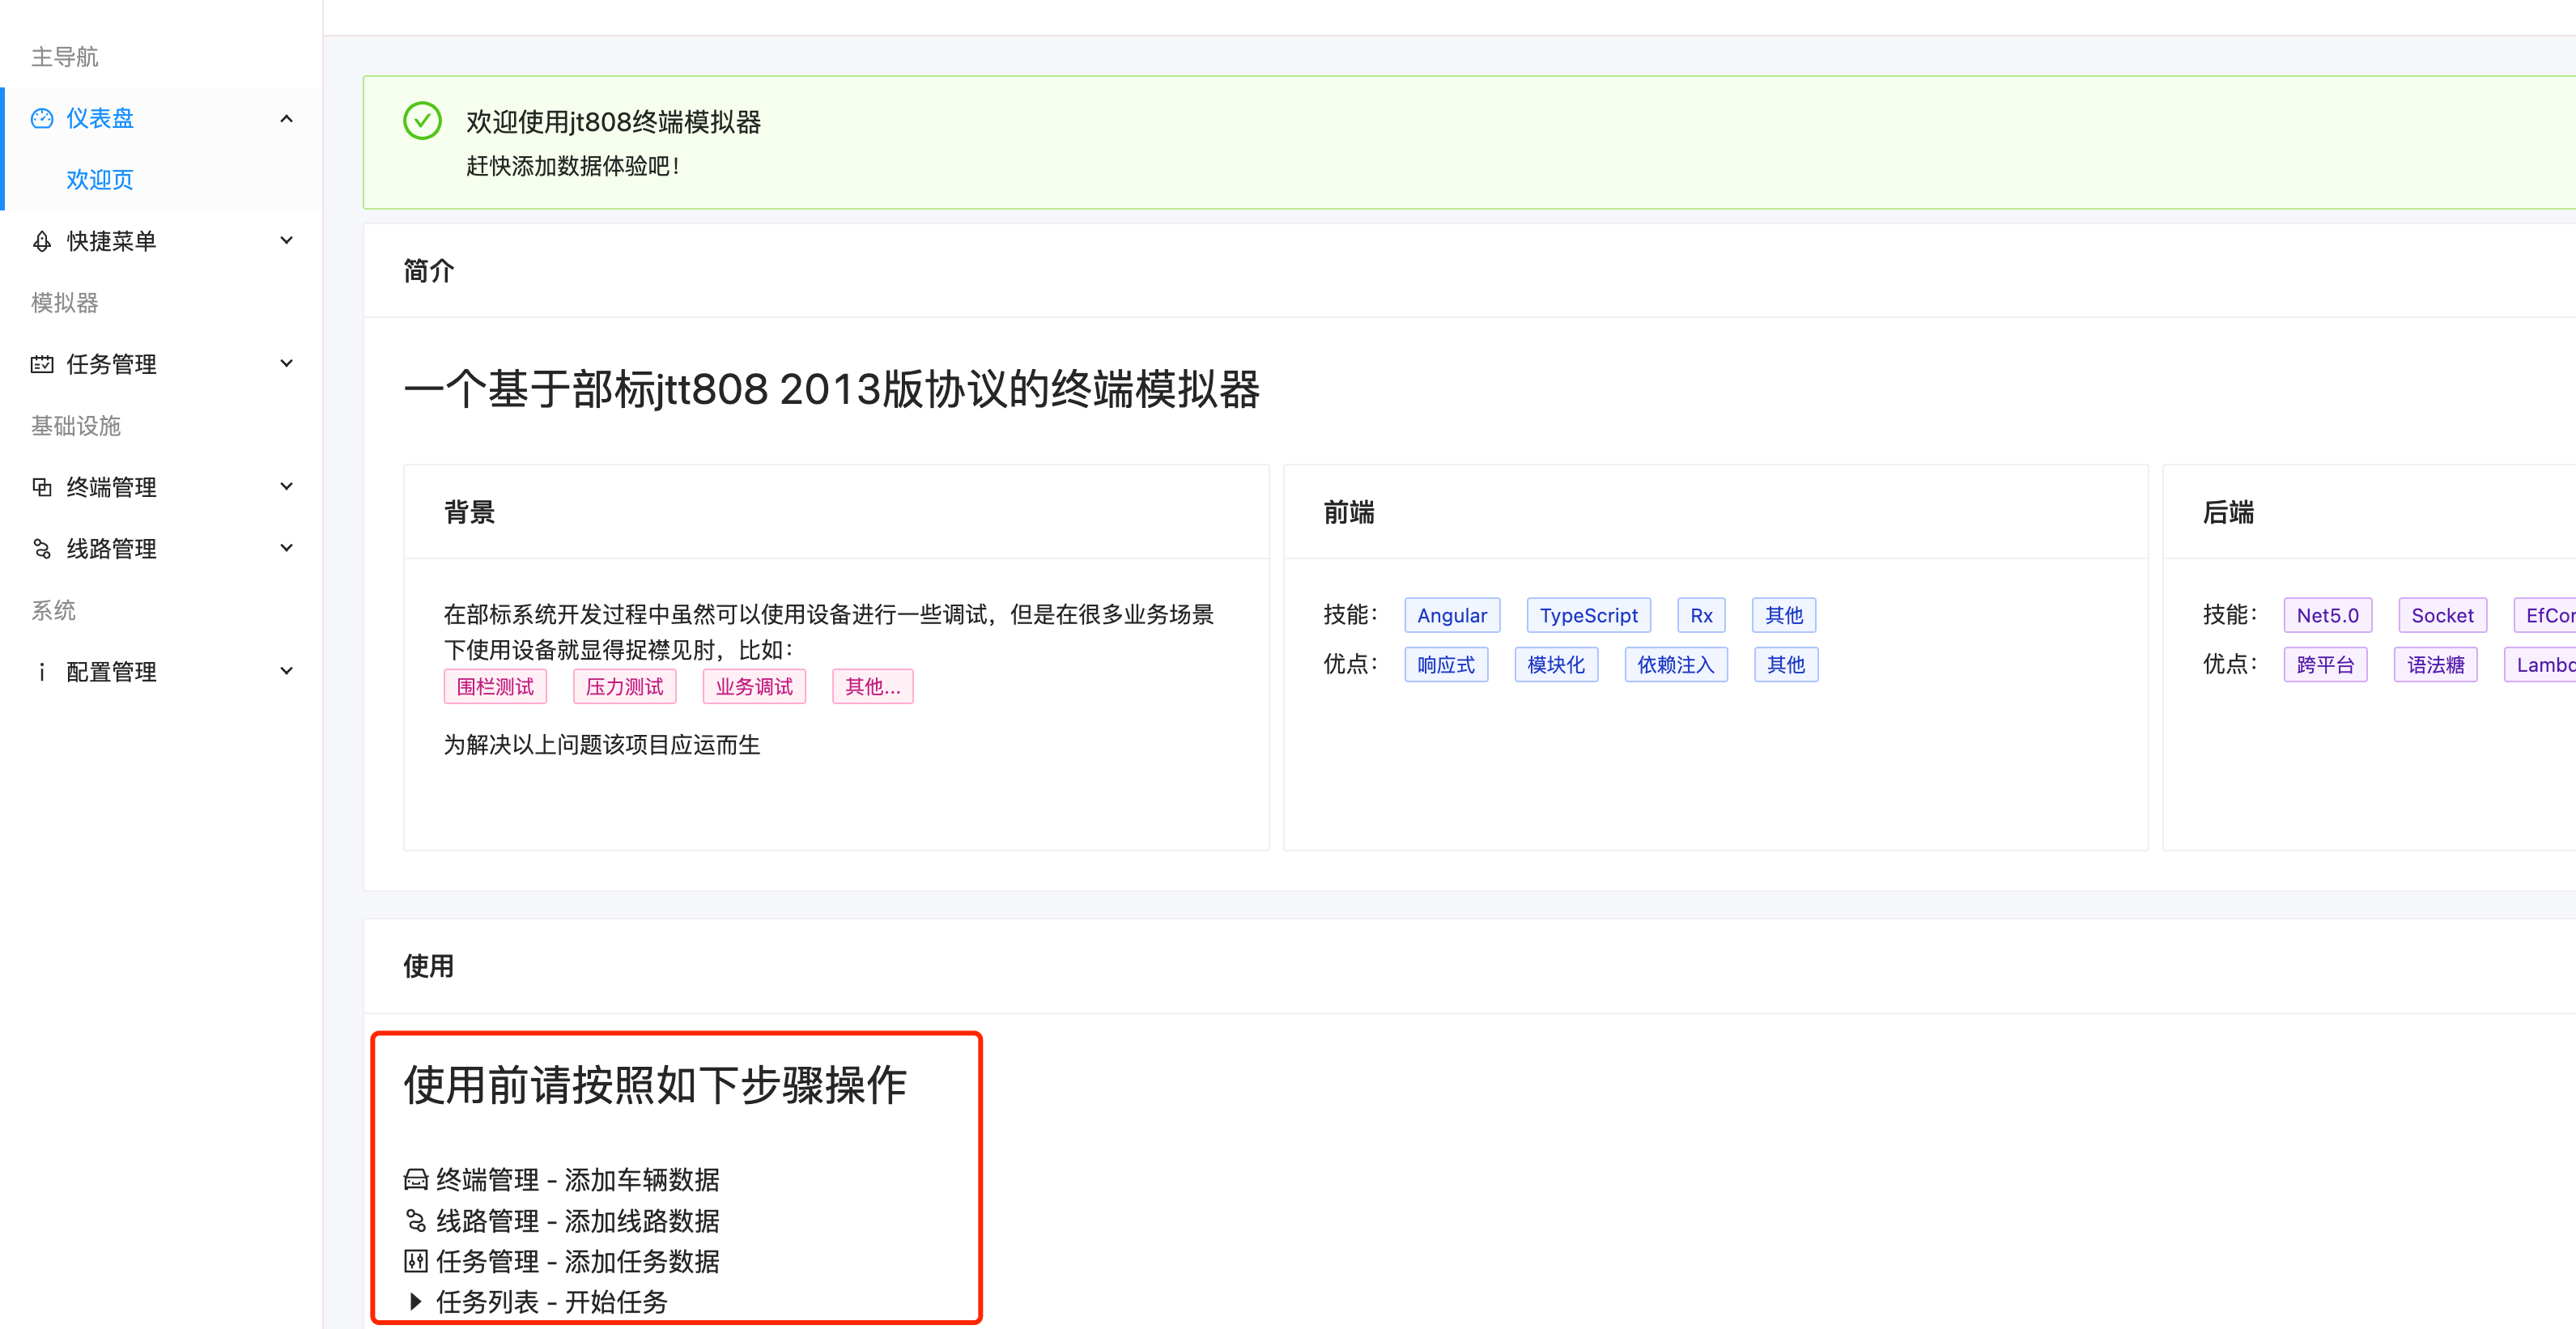 主导航
仪表盘
欢迎页
快捷菜单
模拟器
任务管理
基础设施
终端管理
线路管理
系统
配置管理
欢迎使用jt808终端模拟器
赶快添加数据体验吧!
简介
一个基于部标jtt808 2013版协议的终端模拟器
背景
在部标系统开发过程中虽然可以使用设备进行一些调试，但是在很多业务场景
下使用设备就显得捉襟见肘，比如：
围栏测试 压力测试 业务调试 其他...
为解决以上问题该项目应运而生
前端
技能： Angular TypeScript Rx 其他
优点： 响应式 模块化 依赖注入 其他
后端
技能： Net5.0 Socket
优点： 跨平台 语法糖
使用
使用前请按照如下步骤操作
终端管理 - 添加车辆数据
线路管理 - 添加线路数据
任务管理 - 添加任务数据
任务列表 - 开始任务